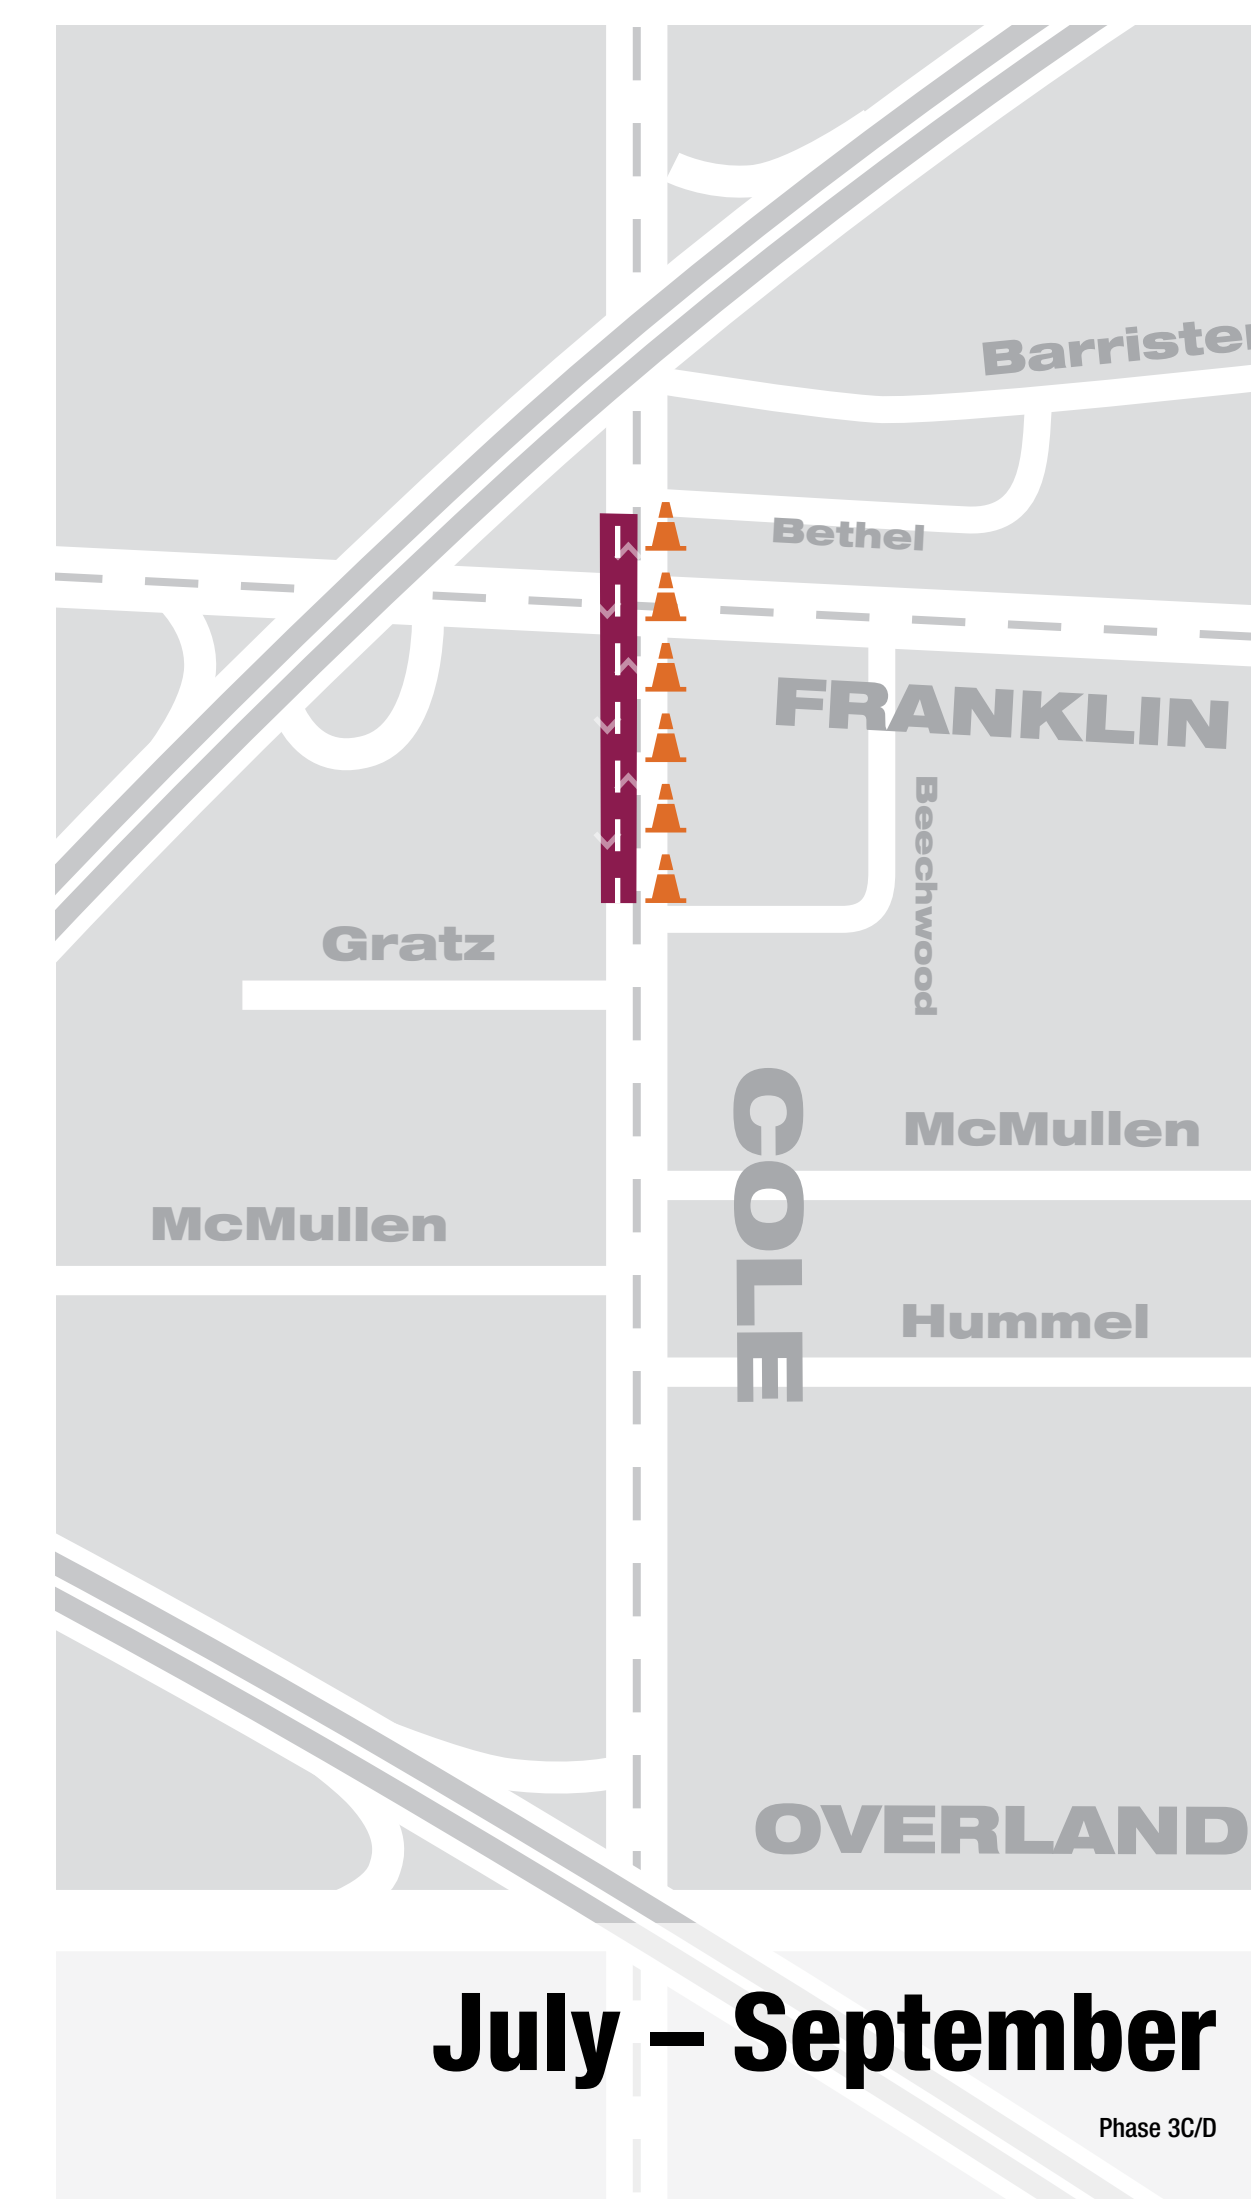 Barrister
Bethel
FRANKLIN
Beechwood
Gratz
COLE
McMullen
McMullen
Hummel
OVERLAND
July – September
Phase 3C/D